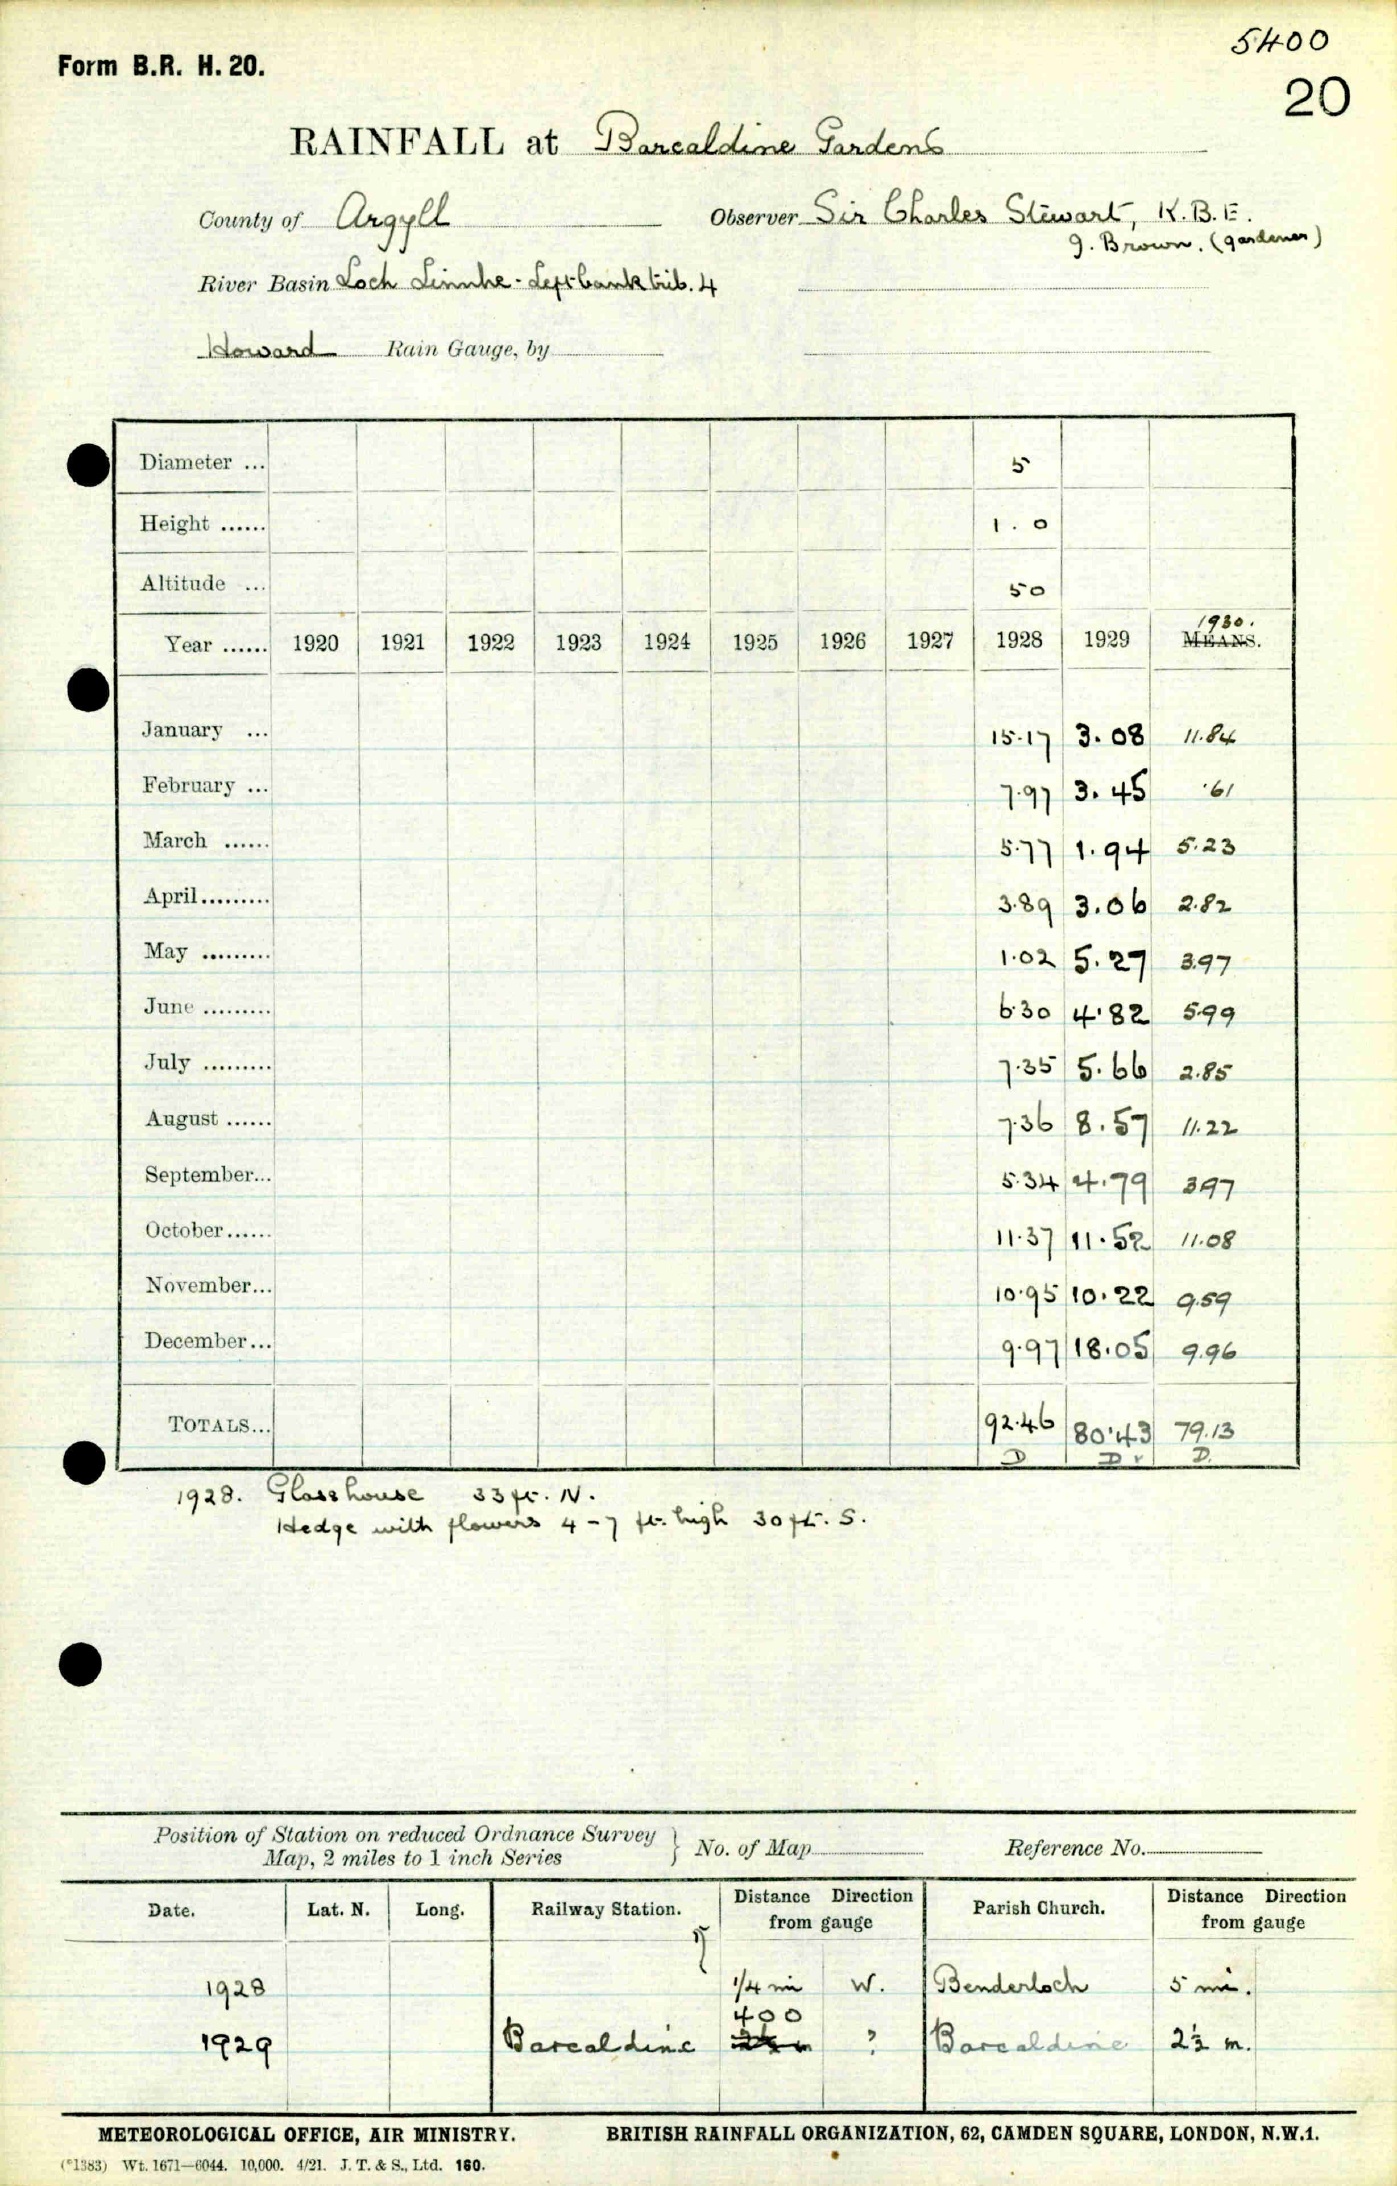 5400
Form B.R. H. 20.
20
RAINFALL at Barcaldine Gardens
County of Argyll Observer Sir Charles Stewart, K.B.E.
J. Brown. (gardener)
River Basin Loch Linnhe - Left bank trib. 4
Howard Rain Gauge, by
Diameter ... 5
Height ...... 1.0
Altitude ... 50
1930.
Year ...... 1920 1921 1922 1923 1924 1925 1926 1927 1928 1929 MEANS.
January ... 15.17 3.08 11.84
February ... 7.97 3.45 .61
March ...... 5.77 1.94 5.23
April ......... 3.89 3.06 2.82
May ......... 1.02 5.27 3.97
June ......... 6.30 4.82 5.99
July ......... 7.35 5.66 2.85
August ...... 7.36 8.57 11.22
September... 5.34 4.79 3.97
October...... 11.37 11.52 11.08
November... 10.95 10.22 9.59
December... 9.97 18.05 9.96
TOTALS... 92.46 80.43 79.13
D D r D.
1928. Glasshouse 33 ft. N.
Hedge with flowers 4 - 7 ft. high 30 ft. S.
Position of Station on reduced Ordnance Survey
Map, 2 miles to 1 inch Series } No. of Map Reference No.
Date. Lat. N. Long. Railway Station. Distance Direction from gauge Parish Church. Distance Direction from gauge
1928 1/4 mi W. Benderloch 5 mi.
400
1929 Barcaldine ? Barcaldine 2½ m.
METEOROLOGICAL OFFICE, AIR MINISTRY. BRITISH RAINFALL ORGANIZATION, 62, CAMDEN SQUARE, LONDON, N.W.1.
(*1383) Wt. 1671—6044. 10,000. 4/21. J. T. & S., Ltd. 160.